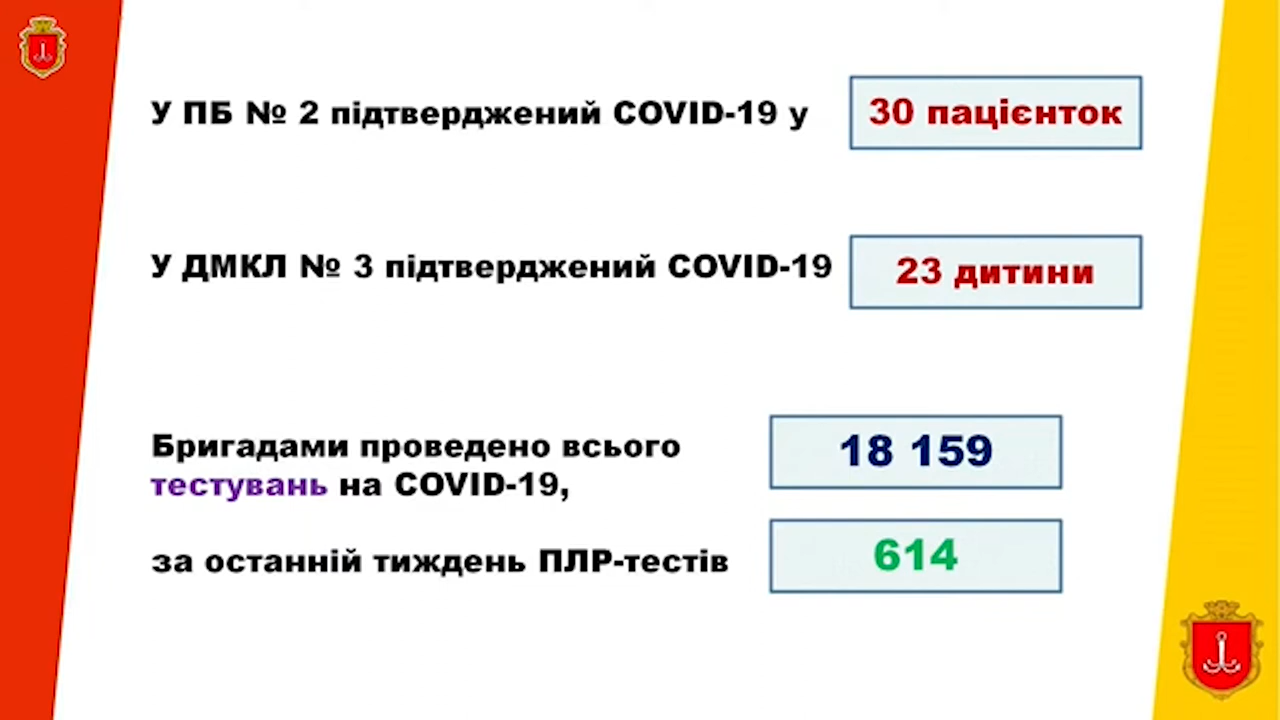 У ПБ № 2 підтверджений COVID-19 у 30 пацієнток
У ДМКЛ № 3 підтверджений COVID-19 23 дитини
Бригадами проведено всього
тестувань на COVID-19,
18 159
за останній тиждень ПЛР-тестів 614